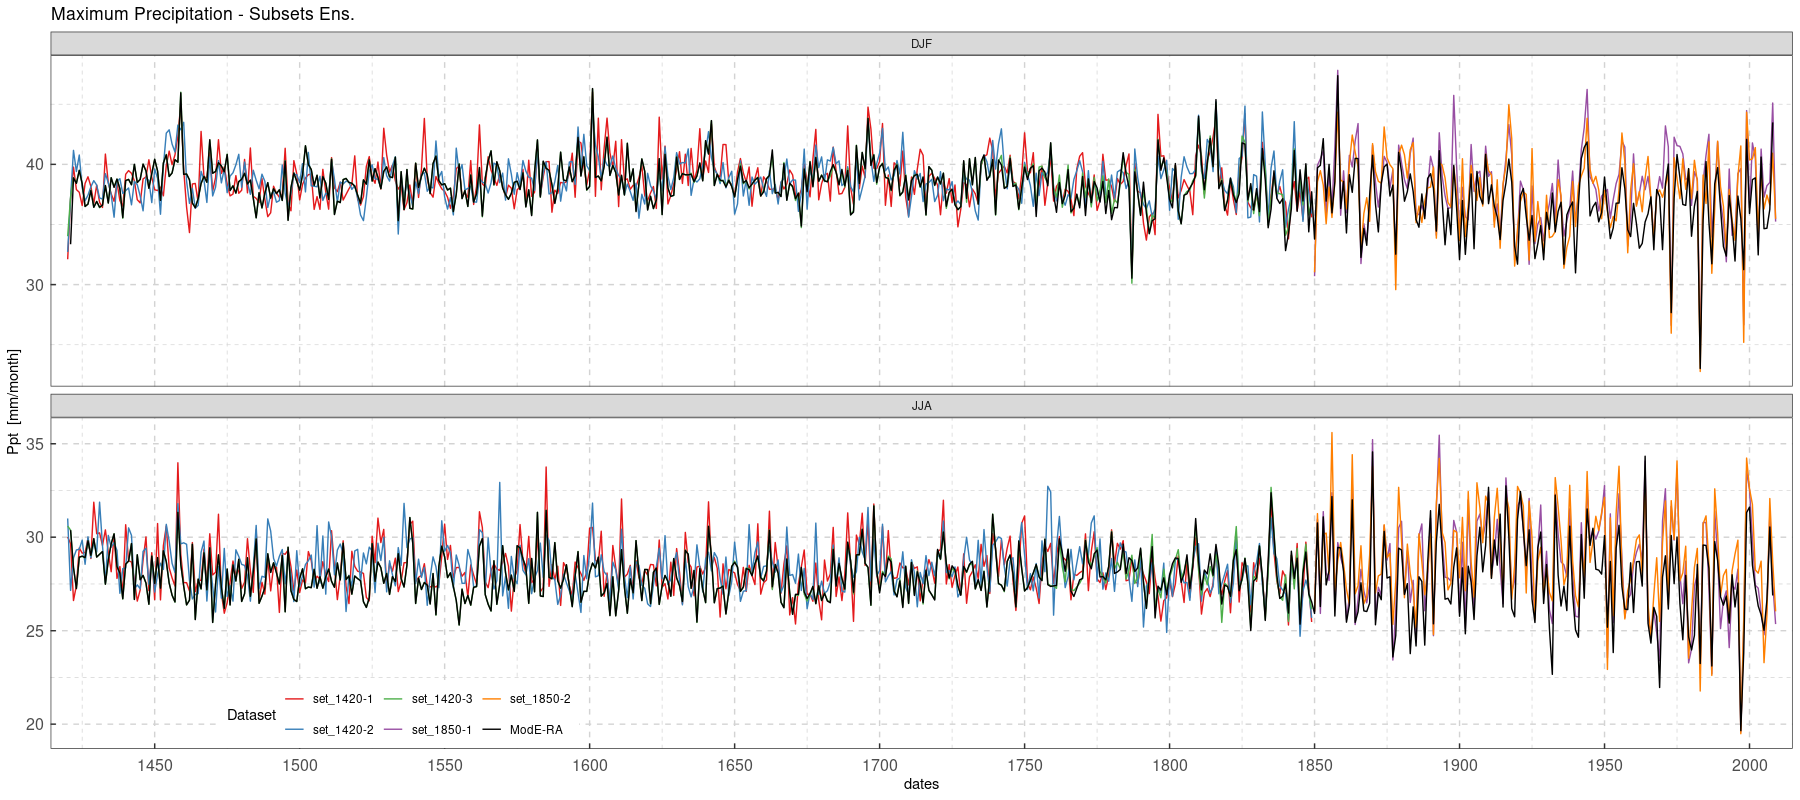 Maximum Precipitation - Subsets Ens.
DJF
40
30
Ppt [mm/month]
JJA
35
30
25
20
Dataset
set_1420-1 set_1420-3 set_1850-2
set_1420-2 set_1850-1 ModE-RA
1450 1500 1550 1600 1650 1700 1750 1800 1850 1900 1950 2000
dates